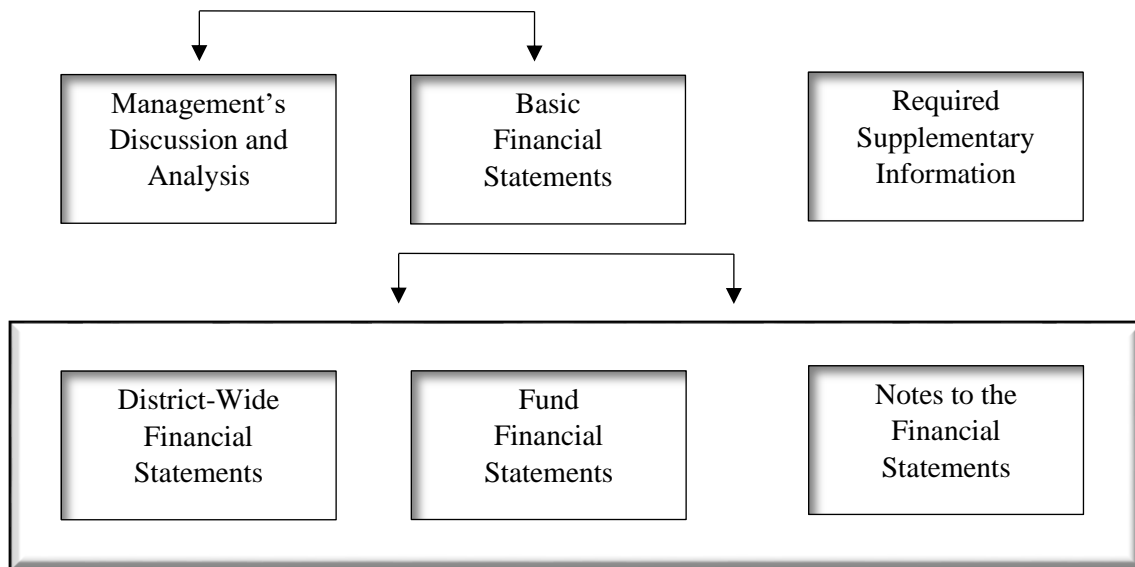 Management’s
Discussion and
Analysis
Basic
Financial
Statements
Required
Supplementary
Information
District-Wide
Financial
Statements
Fund
Financial
Statements
Notes to the
Financial
Statements